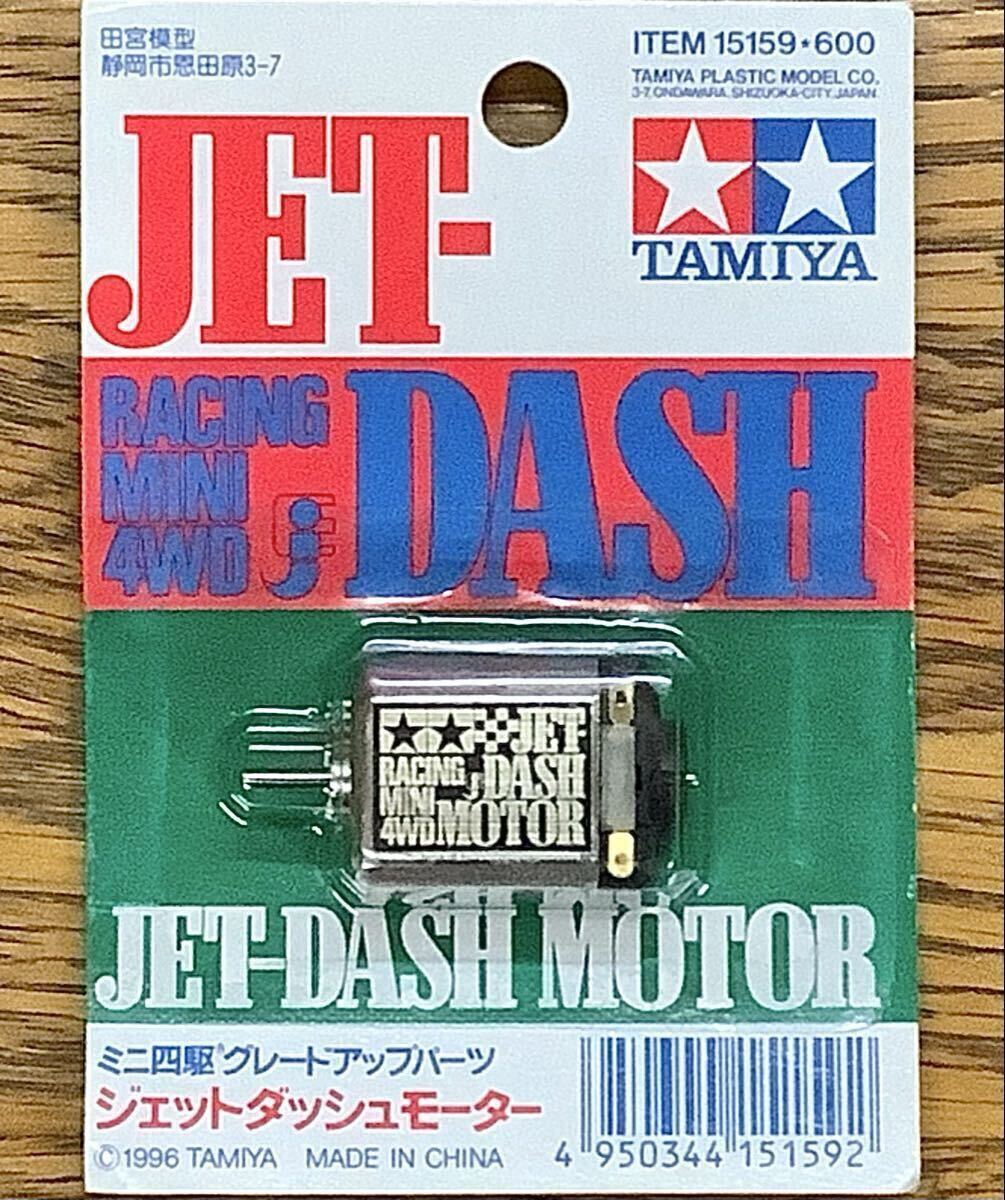 田宮模型
静岡市恩田原3-7
ITEM 15159★600
TAMIYA PLASTIC MODEL CO.
3-7, ONDAWARA, SHIZUOKA-CITY, JAPAN
TAMIYA
JET-
DASH
RACING
MINI
4WD
JET-
DASH
MOTOR
RACING
MINI
4WD
JET-DASH MOTOR
ミニ四駆グレードアップパーツ
ジェットダッシュモーター
©1996 TAMIYA MADE IN CHINA
4 950344 151592